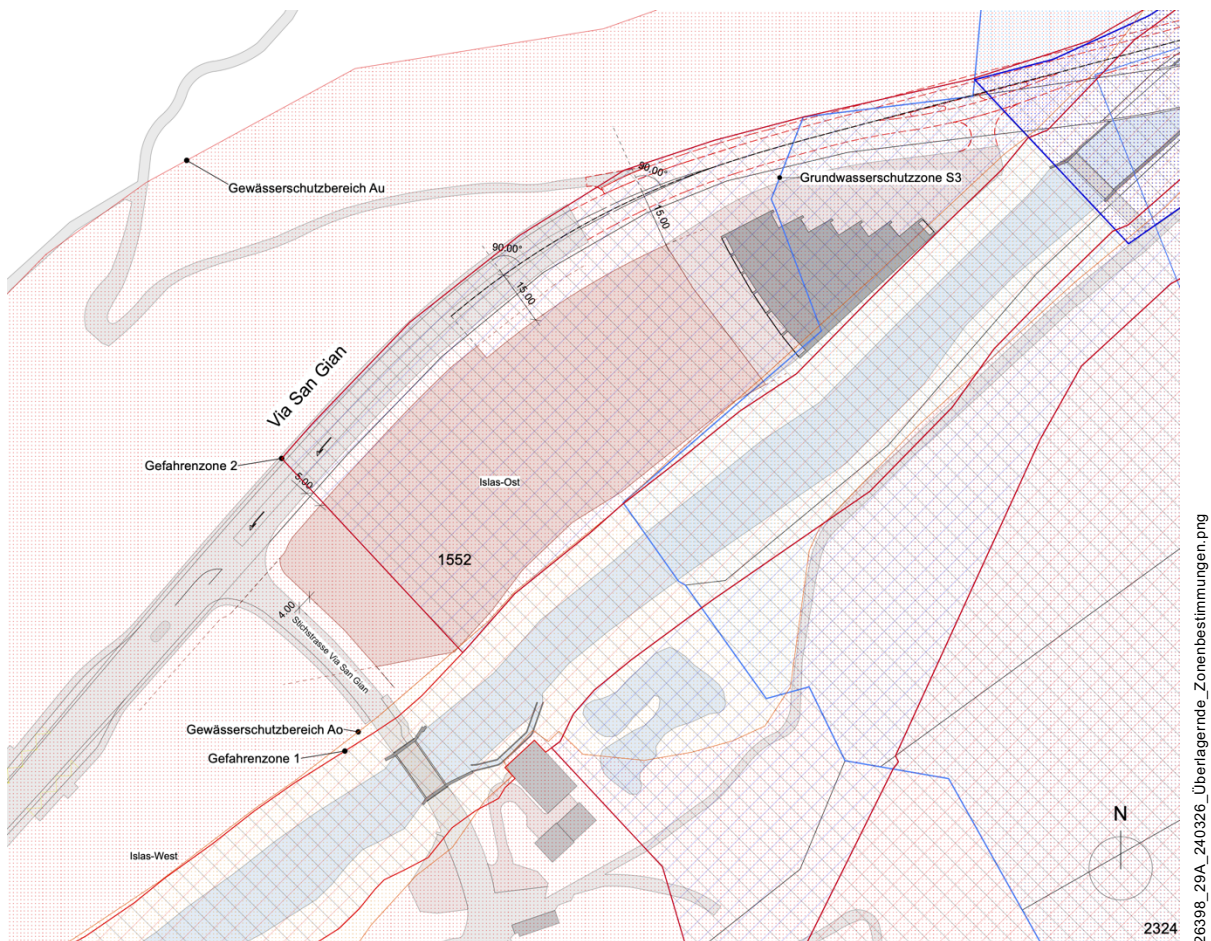 Gewässerschutzbereich Au
90.00°
Grundwasserschutzzone S3
15.00
90.00°
15.00
Via San Gian
Gefahrenzone 2
5.00
Islas-Ost
1552
4.00
Stichstrasse Via San Gian
Gewässerschutzbereich Ao
Gefahrenzone 1
Islas-West
N
2324
26398_29A_240326_Überlagernde_Zonenbestimmungen.png